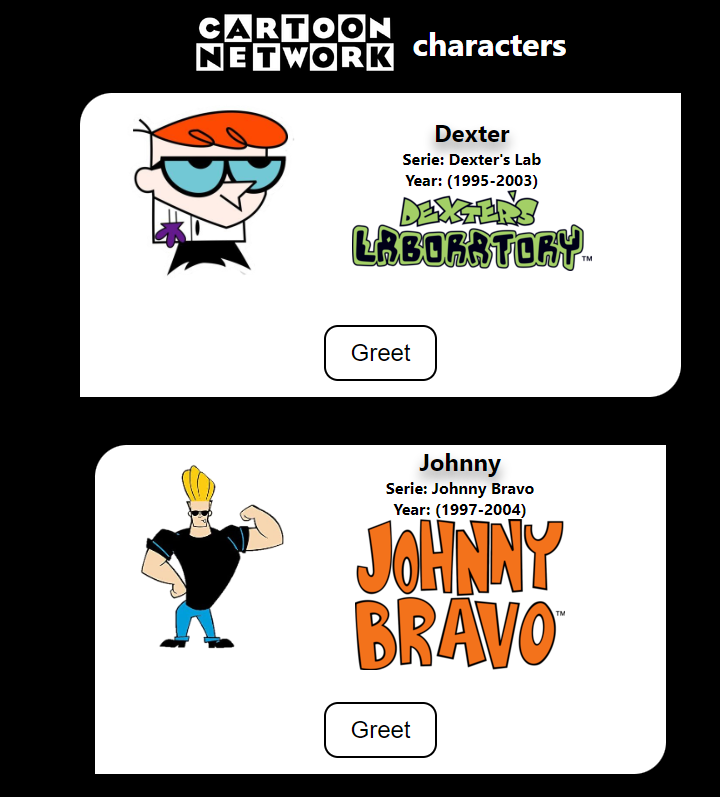 CARTOON
NETWORK
characters
Dexter
Serie: Dexter's Lab
Year: (1995-2003)
DEXTER'S
LABORATORY™
Greet
Johnny
Serie: Johnny Bravo
Year: (1997-2004)
JOHNNY
BRAVO™
Greet